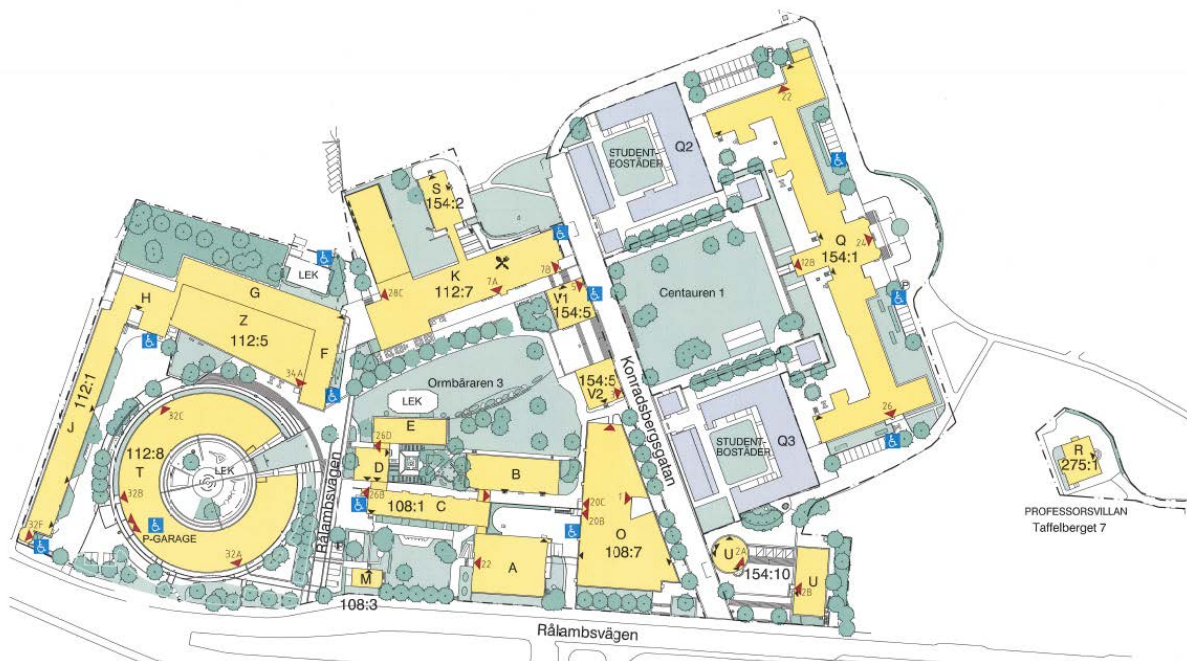 P
22
STUDENT-
BOSTÄDER
Q2
S
154:2
K
112:7
7A
7B
28C
V1
154:5
Q
154:1
24
12B
P
LEK
G
H
Z
112:5
F
34A
Centauren 1
Ormbäraren 3
LEK
154:5
V2
Konradsbergsgatan
J
112:1
32C
112:8
T
LEK
32B
P-GARAGE
32A
32F
Rålambsvägen
E
26D
D
B
26B
108:1
C
20C
20B
1
O
108:7
22
A
M
108:3
STUDENT-
BOSTÄDER
Q3
26
U
2A
154:10
U
2B
R
275:1
PROFESSORSVILLAN
Taffelberget 7
Rålambsvägen